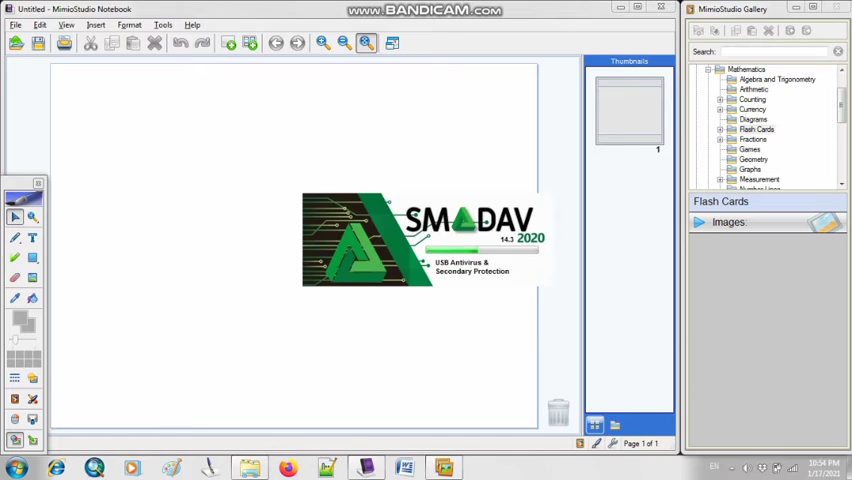 Untitled - MimioStudio Notebook
www.BANDICAM.com
MimioStudio Gallery
File Edit View Insert Format Tools Help
Search:
Thumbnails
Mathematics
Algebra and Trigonometry
Arithmetic
Counting
Currency
Diagrams
Flash Cards
Fractions
Games
Geometry
Graphs
Measurement
Number Lines
1
Flash Cards
Images:
SMADAV
14.3 2020
USB Antivirus &
Secondary Protection
T
Page 1 of 1
W
EN
10:54 PM
1/17/2021